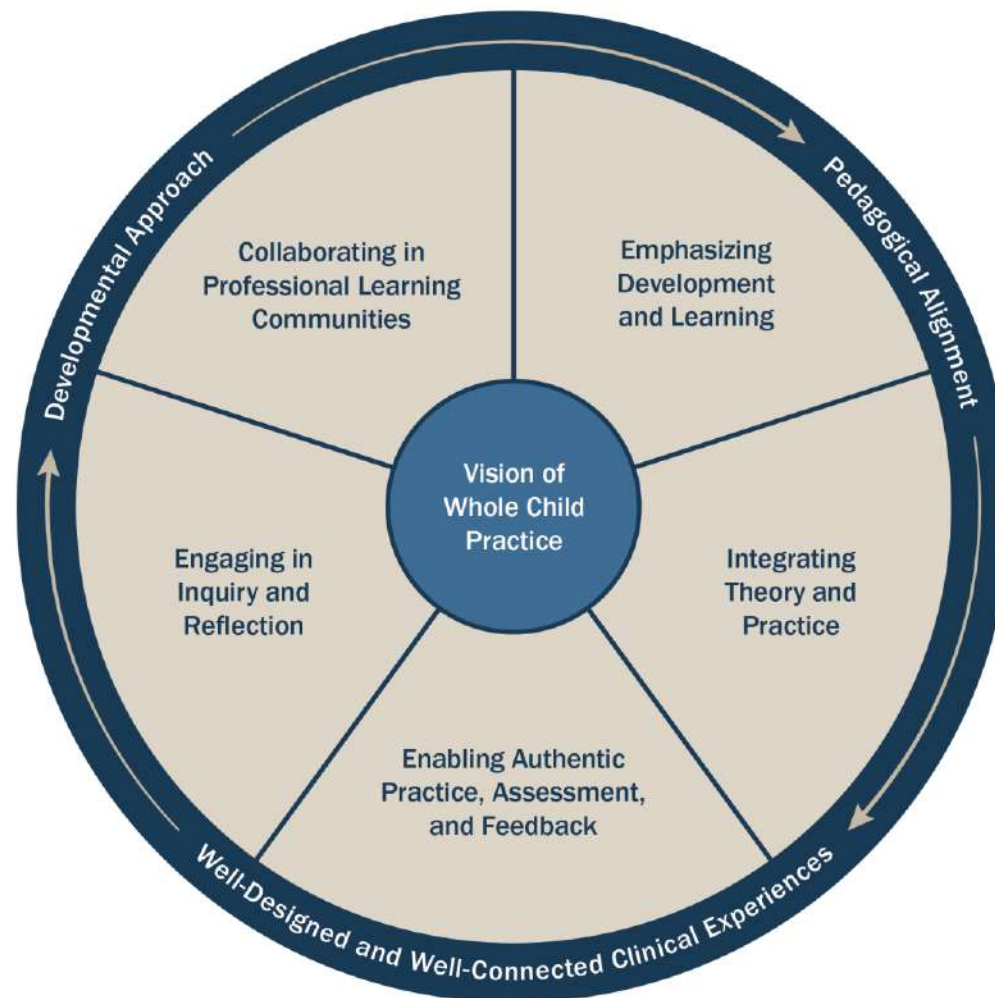 Developmental Approach
Pedagogical Alignment
Collaborating in
Professional Learning
Communities
Emphasizing
Development
and Learning
Vision of
Whole Child
Practice
Engaging in
Inquiry and
Reflection
Integrating
Theory and
Practice
Enabling Authentic
Practice, Assessment,
and Feedback
Well-Designed and Well-Connected Clinical Experiences